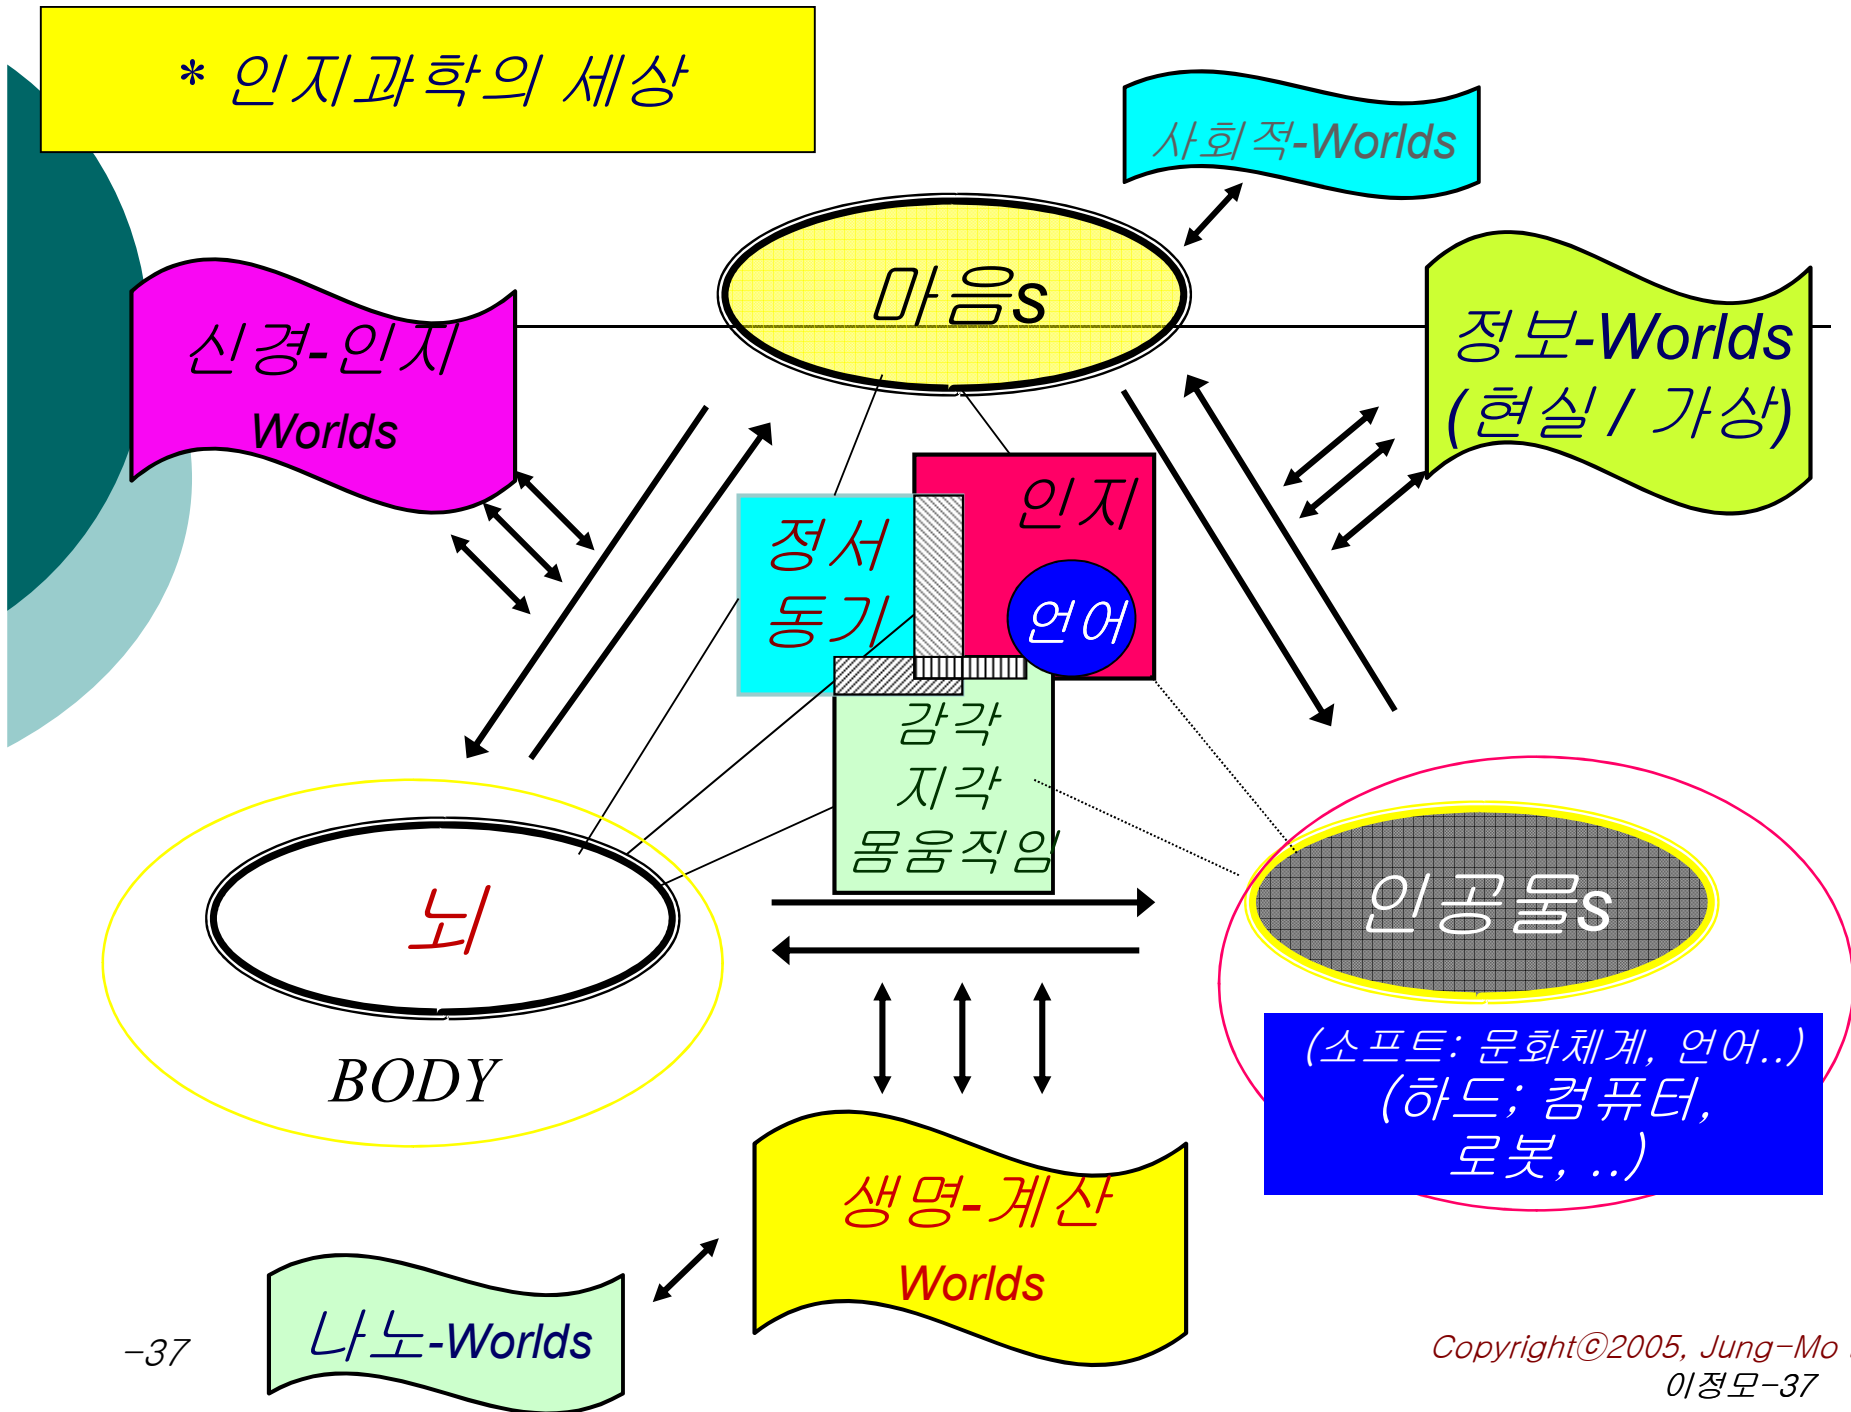 * 인지과학의 세상
사회적-Worlds
마음s
신경-인지
Worlds
정보-Worlds
(현실 / 가상)
인지
정서
동기
언어
감각
지각
몸움직임
뇌
BODY
인공물s
(소프트: 문화체계, 언어..)
(하드; 컴퓨터,
로봇, ..)
생명-계산
Worlds
나노-Worlds
-37
Copyrightⓒ2005, Jung-Mo
이정모-37